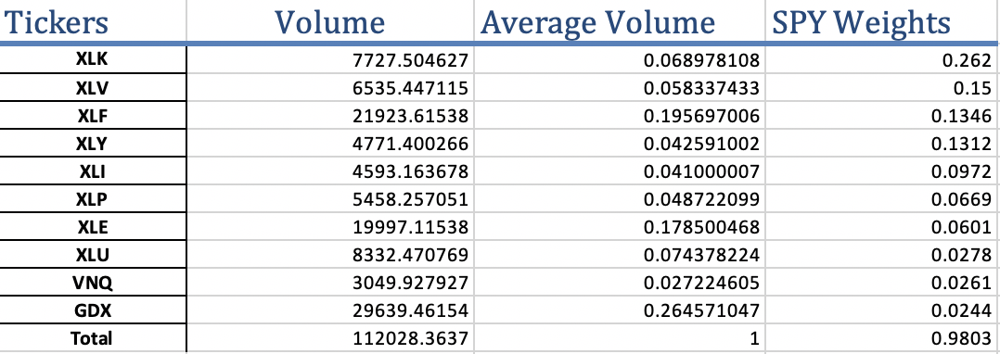 Tickers Volume Average Volume SPY Weights
XLK 7727.504627 0.068978108 0.262
XLV 6535.447115 0.058337433 0.15
XLF 21923.61538 0.195697006 0.1346
XLY 4771.400266 0.042591002 0.1312
XLI 4593.163678 0.041000007 0.0972
XLP 5458.257051 0.048722099 0.0669
XLE 19997.11538 0.178500468 0.0601
XLU 8332.470769 0.074378224 0.0278
VNQ 3049.927927 0.027224605 0.0261
GDX 29639.46154 0.264571047 0.0244
Total 112028.3637 1 0.9803